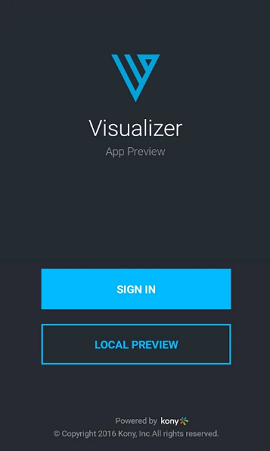 Visualizer
App Preview
SIGN IN
LOCAL PREVIEW
Powered by kony
© Copyright 2016 Kony, Inc.All rights reserved.